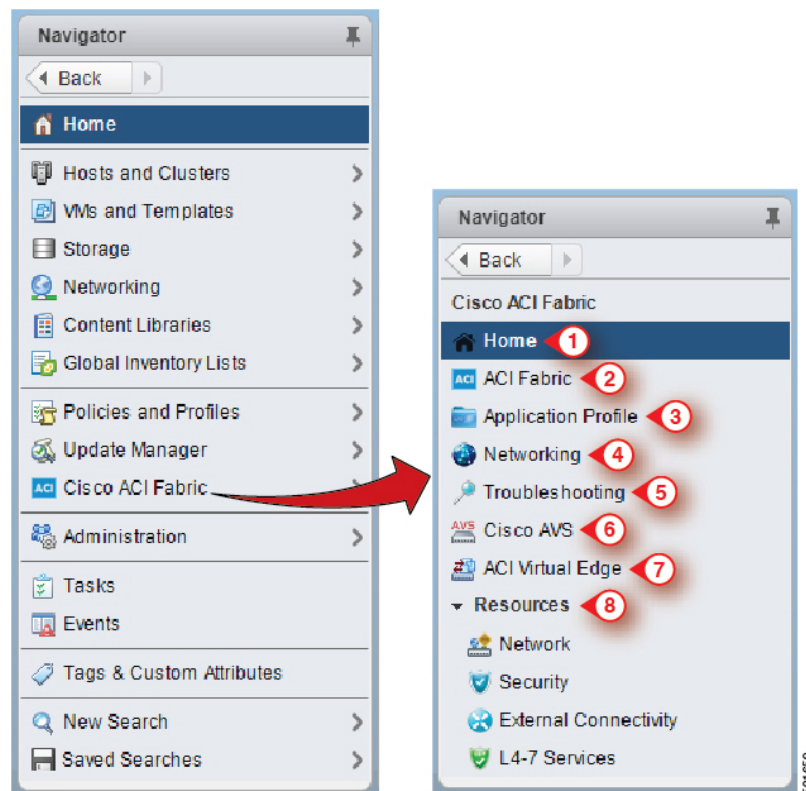 Navigator
Back
Home
Hosts and Clusters
VMs and Templates
Storage
Networking
Content Libraries
Global Inventory Lists
Policies and Profiles
Update Manager
ACI Cisco ACI Fabric
Administration
Tasks
Events
Tags & Custom Attributes
New Search
Saved Searches
Navigator
Back
Cisco ACI Fabric
Home 1
ACI ACI Fabric 2
Application Profile 3
Networking 4
Troubleshooting 5
AVS Cisco AVS 6
ACI Virtual Edge 7
Resources 8
Network
Security
External Connectivity
L4-7 Services